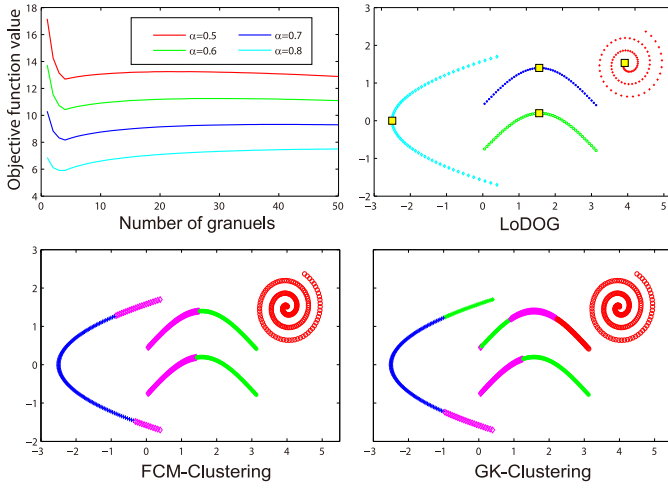 Objective function value
18
16
14
12
10
8
6
4
0 10 20 30 40 50
α=0.5 α=0.7
α=0.6 α=0.8
Number of granuels
3
2
1
0
−1
−2
−3 −2 −1 0 1 2 3 4 5
LoDOG
3
2
1
0
−1
−2
−3 −2 −1 0 1 2 3 4 5
FCM-Clustering
3
2
1
0
−1
−2
−3 −2 −1 0 1 2 3 4 5
GK-Clustering